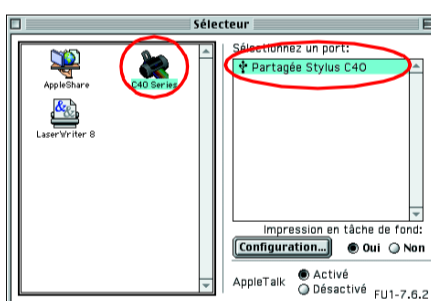 Sélecteur
AppleShare
C40 Series
LaserWriter 8
Sélectionnez un port:
Partagée Stylus C40
Impression en tâche de fond:
Configuration...
Oui Non
AppleTalk
Activé
Désactivé
FU1-7.6.2